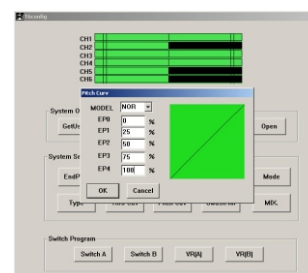 T6config
CH1
CH2
CH3
CH4
CH5
CH6
System O
GetUs
Open
Pitch Curv
MODEL NOR
EP0 0 %
EP1 25 %
EP2 50 %
EP3 75 %
EP4 100 %
OK Cancel
System Se
EndP
Mode
Type
MIX.
Switch Program
Switch A Switch B VR(A) VR(B)